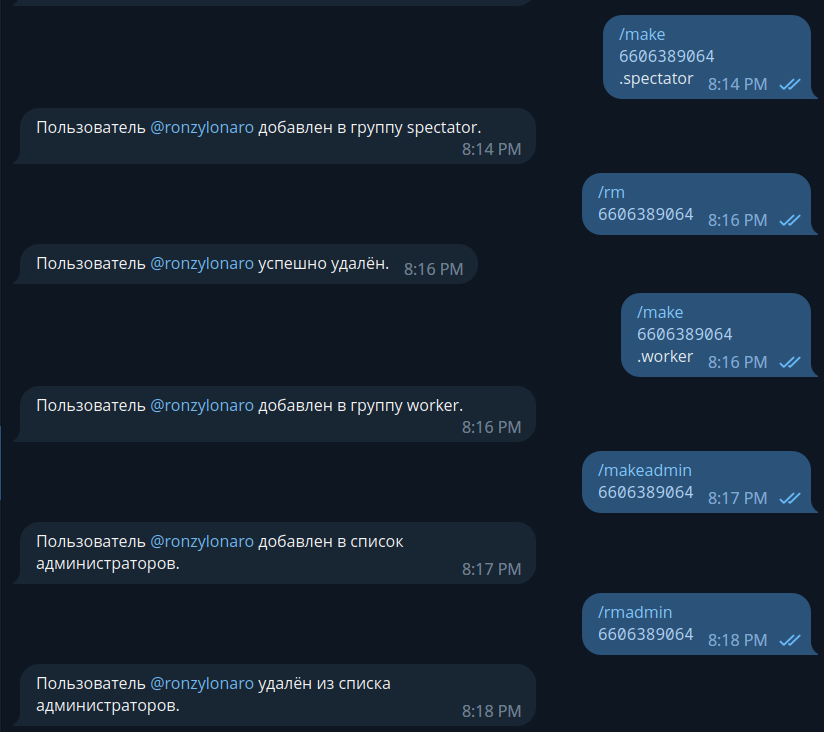 /make
6606389064
.spectator 8:14 PM
Пользователь @ronzylonaro добавлен в группу spectator.
8:14 PM
/rm
6606389064 8:16 PM
Пользователь @ronzylonaro успешно удалён. 8:16 PM
/make
6606389064
.worker 8:16 PM
Пользователь @ronzylonaro добавлен в группу worker.
8:16 PM
/makeadmin
6606389064 8:17 PM
Пользователь @ronzylonaro добавлен в список
администраторов. 8:17 PM
/rmadmin
6606389064 8:18 PM
Пользователь @ronzylonaro удалён из списка
администраторов. 8:18 PM